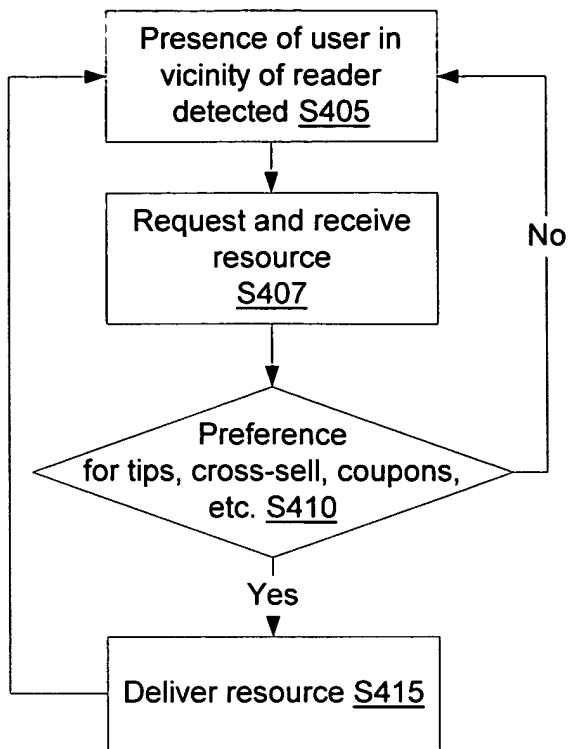 Presence of user in
vicinity of reader
detected S405
Request and receive
resource
S407
No
Preference
for tips, cross-sell, coupons,
etc. S410
Yes
Deliver resource S415